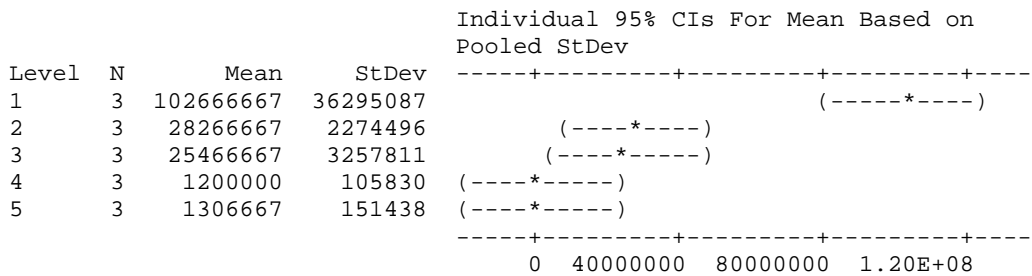 Individual 95% CIs For Mean Based on
                                Pooled StDev
Level  N       Mean     StDev  -----+---------+---------+---------+----
1      3  102666667  36295087                           (-----*----)
2      3   28266667   2274496         (----*----)
3      3   25466667   3257811        (----*-----)
4      3    1200000    105830  (----*-----)
5      3    1306667    151438  (----*-----)
                               -----+---------+---------+---------+----
                                    0  40000000  80000000  1.20E+08